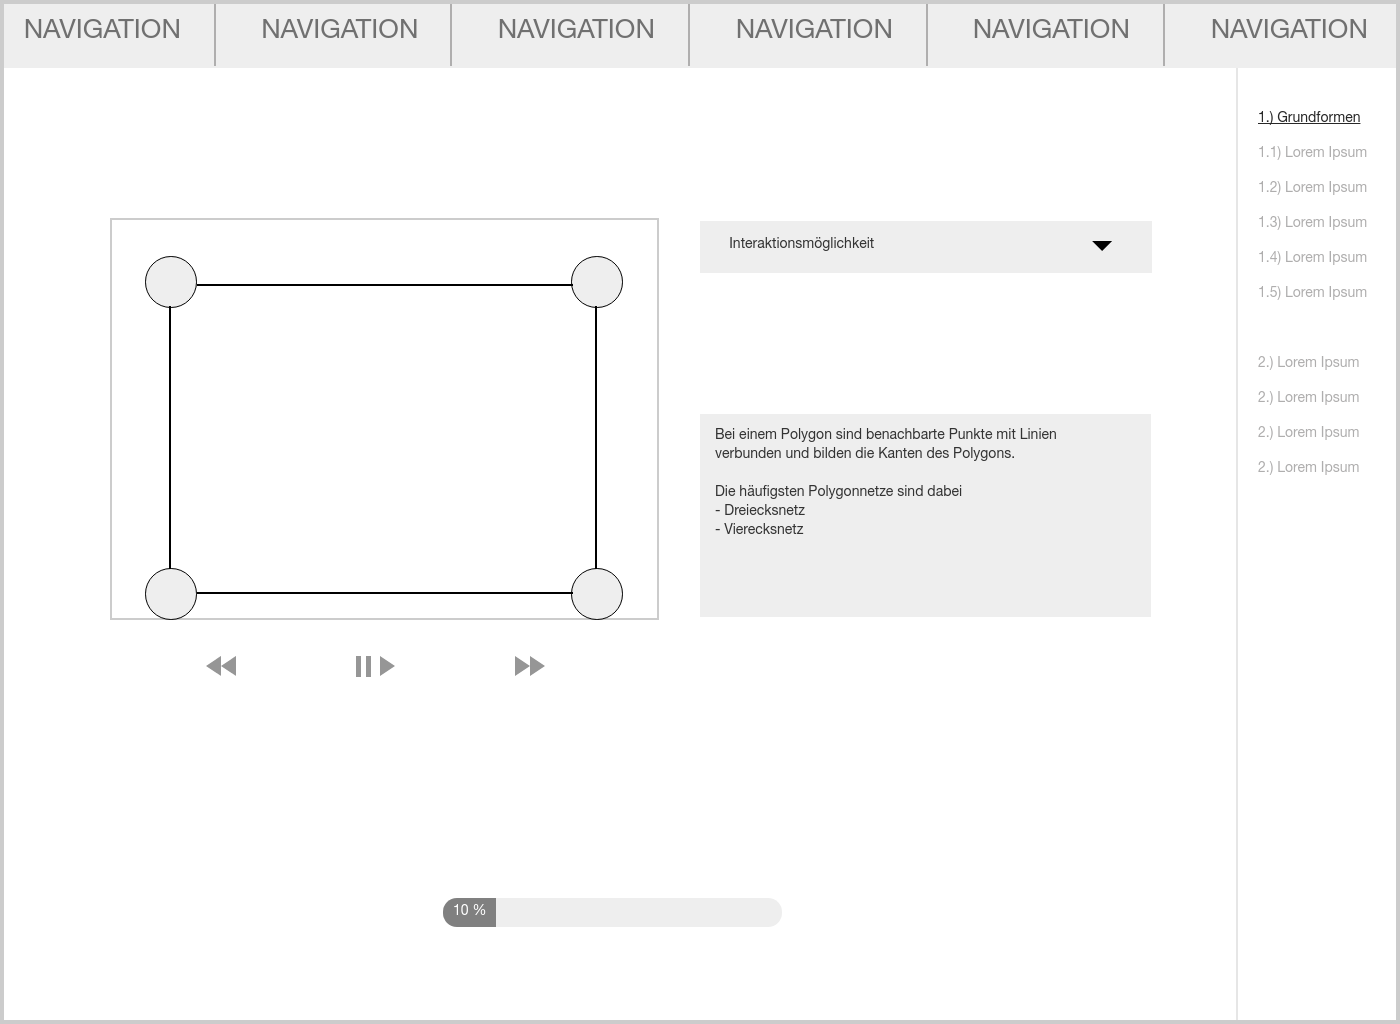 NAVIGATION NAVIGATION NAVIGATION NAVIGATION NAVIGATION NAVIGATION
Interaktionsmöglichkeit
Bei einem Polygon sind benachbarte Punkte mit Linien
verbunden und bilden die Kanten des Polygons.
Die häufigsten Polygonnetze sind dabei
- Dreiecksnetz
- Vierecksnetz
10 %
1.) Grundformen
1.1) Lorem Ipsum
1.2) Lorem Ipsum
1.3) Lorem Ipsum
1.4) Lorem Ipsum
1.5) Lorem Ipsum
2.) Lorem Ipsum
2.) Lorem Ipsum
2.) Lorem Ipsum
2.) Lorem Ipsum